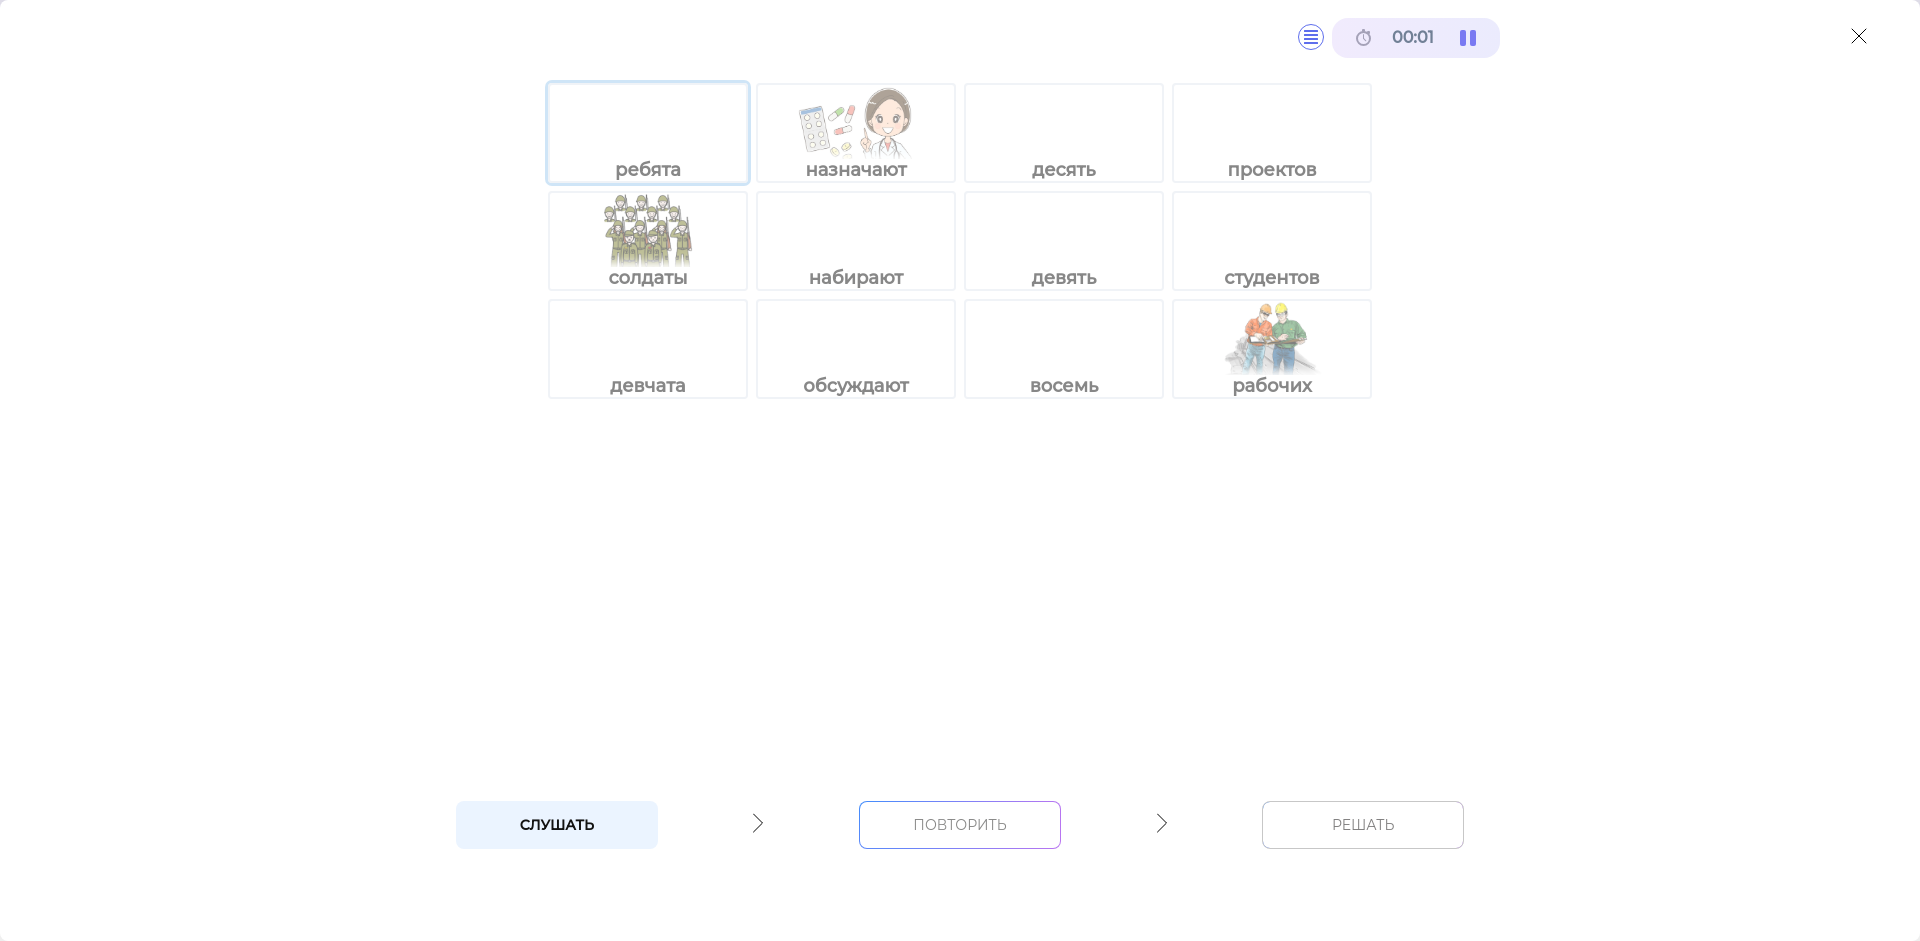 00:01
ребята назначают десять проектов
солдаты набирают девять студентов
девчата обсуждают восемь рабочих
СЛУШАТЬ ПОВТОРИТЬ РЕШАТЬ